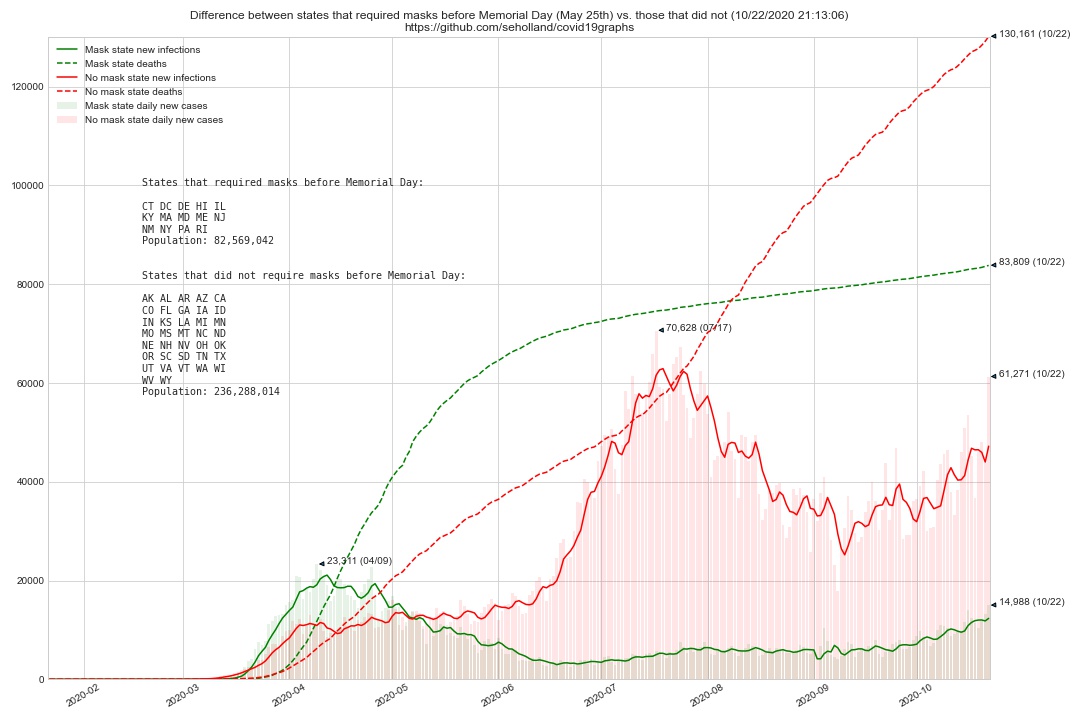 Difference between states that required masks before Memorial Day (May 25th) vs. those that did not (10/22/2020 21:13:06)
https://github.com/seholland/covid19graphs
Mask state new infections
Mask state deaths
No mask state new infections
No mask state deaths
Mask state daily new cases
No mask state daily new cases
States that required masks before Memorial Day:
CT DC DE HI IL
KY MA MD ME NJ
NM NY PA RI
Population: 82,569,042
States that did not require masks before Memorial Day:
AK AL AR AZ CA
CO FL GA IA ID
IN KS LA MI MN
MO MS MT NC ND
NE NH NV OH OK
OR SC SD TN TX
UT VA VT WA WI
WV WY
Population: 236,288,014
130,161 (10/22)
83,809 (10/22)
70,628 (07/17)
61,271 (10/22)
23,311 (04/09)
14,988 (10/22)
120000
100000
80000
60000
40000
20000
0
2020-02
2020-03
2020-04
2020-05
2020-06
2020-07
2020-08
2020-09
2020-10